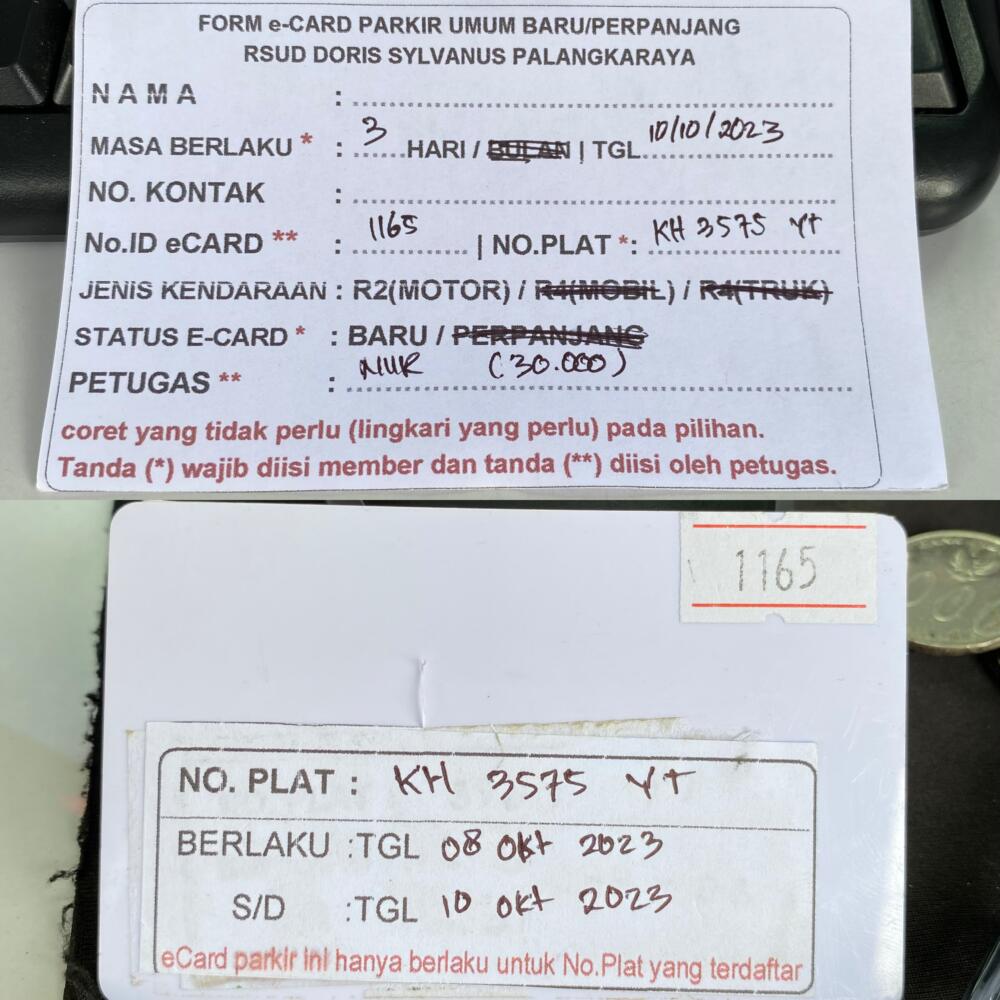 FORM e-CARD PARKIR UMUM BARU/PERPANJANG
RSUD DORIS SYLVANUS PALANGKARAYA
N A M A : ....................
MASA BERLAKU * : 3 HARI / BULAN | TGL 10/10/2023
NO. KONTAK : ....................
No.ID eCARD ** : 1165 | NO.PLAT *: KH 3575 YT
JENIS KENDARAAN : R2(MOTOR) / R4(MOBIL) / R4(TRUK)
STATUS E-CARD * : BARU / PERPANJANG
PETUGAS ** : NUR (30.000)
coret yang tidak perlu (lingkari yang perlu) pada pilihan.
Tanda (*) wajib diisi member dan tanda (**) diisi oleh petugas.
1165
NO. PLAT : KH 3575 YT
BERLAKU :TGL 08 Okt 2023
S/D :TGL 10 Okt 2023
eCard parkir ini hanya berlaku untuk No.Plat yang terdaftar